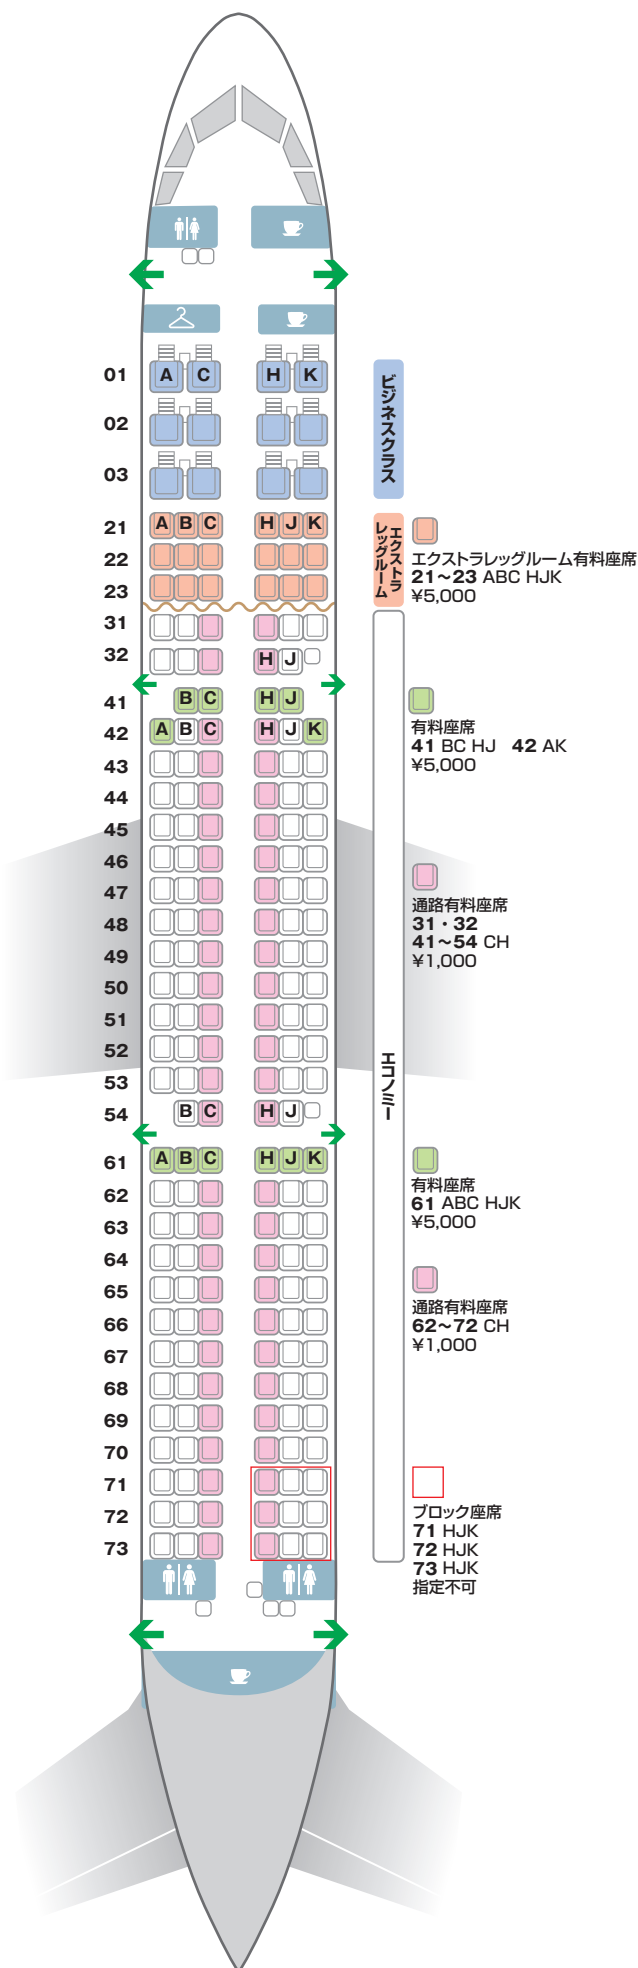 01 A C H K
02
03
ビジネスクラス
21 A B C H J K
22
23
エクストラ
レッグルーム
エクストラレッグルーム有料座席
21～23 ABC HJK
¥5,000
31
32 H J
41 B C H J
42 A B C H J K
有料座席
41 BC HJ 42 AK
¥5,000
43
44
45
46
47
48
49
50
51
52
53
54 B C H J
通路有料座席
31・32
41～54 CH
¥1,000
エコノミー
61 A B C H J K
62
63
64
65
66
67
68
69
70
71
72
73
有料座席
61 ABC HJK
¥5,000
通路有料座席
62～72 CH
¥1,000
ブロック座席
71 HJK
72 HJK
73 HJK
指定不可